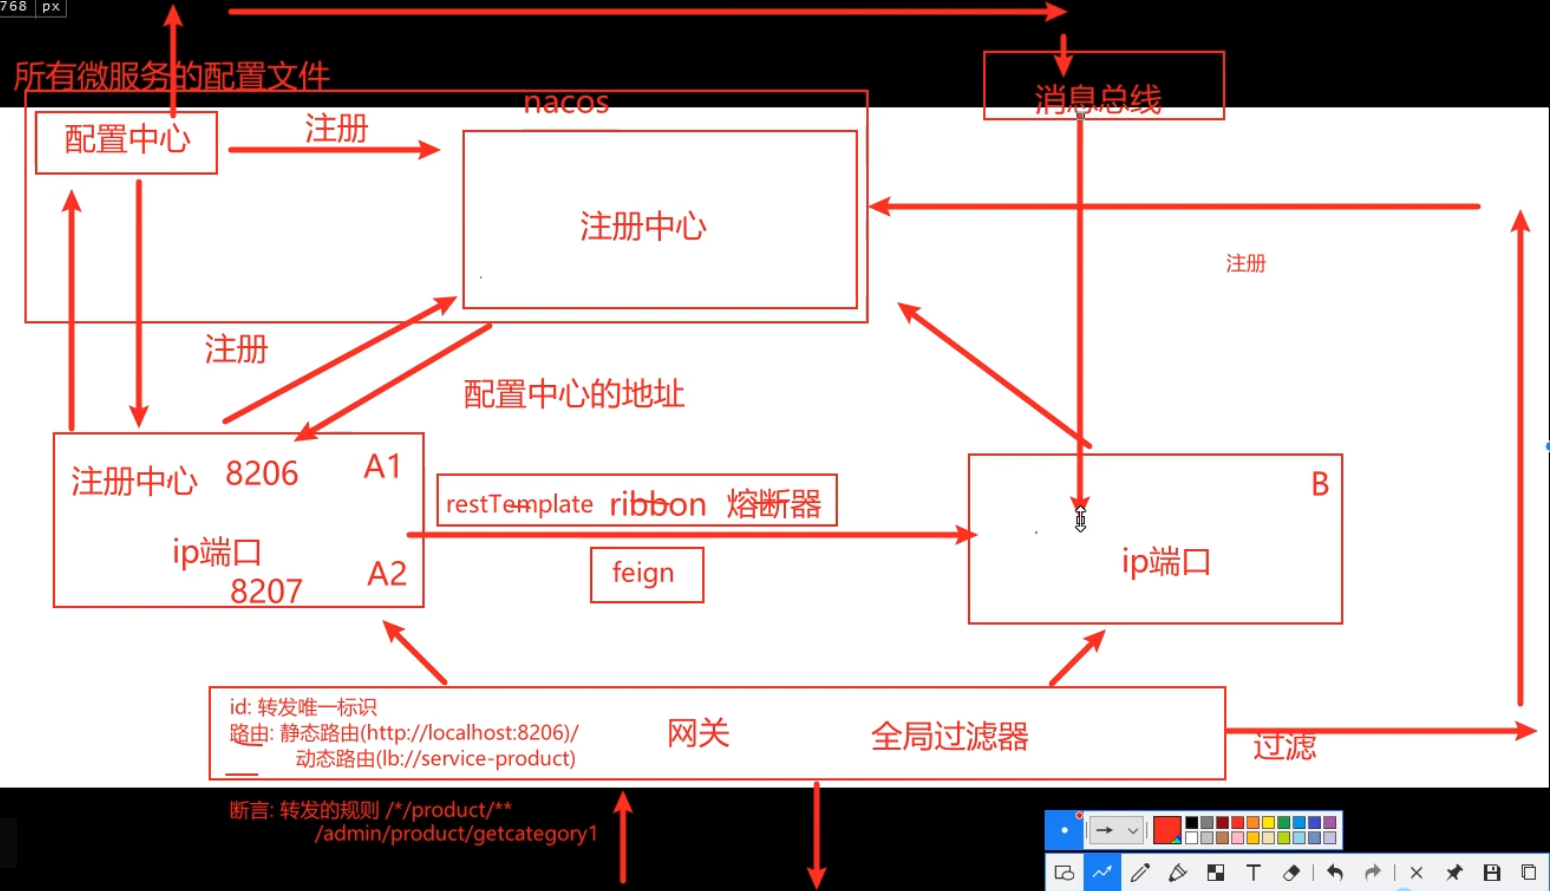 768 px
所有微服务的配置文件
nacos
消息总线
配置中心
注册
注册中心
注册
注册
配置中心的地址
注册中心 8206 A1
ip端口
8207 A2
restTemplate ribbon 熔断器
feign
B
ip端口
id: 转发唯一标识
路由: 静态路由(http://localhost:8206)/
动态路由(lb://service-product)
网关
全局过滤器
过滤
断言: 转发的规则 /*/product/**
/admin/product/getcategory1